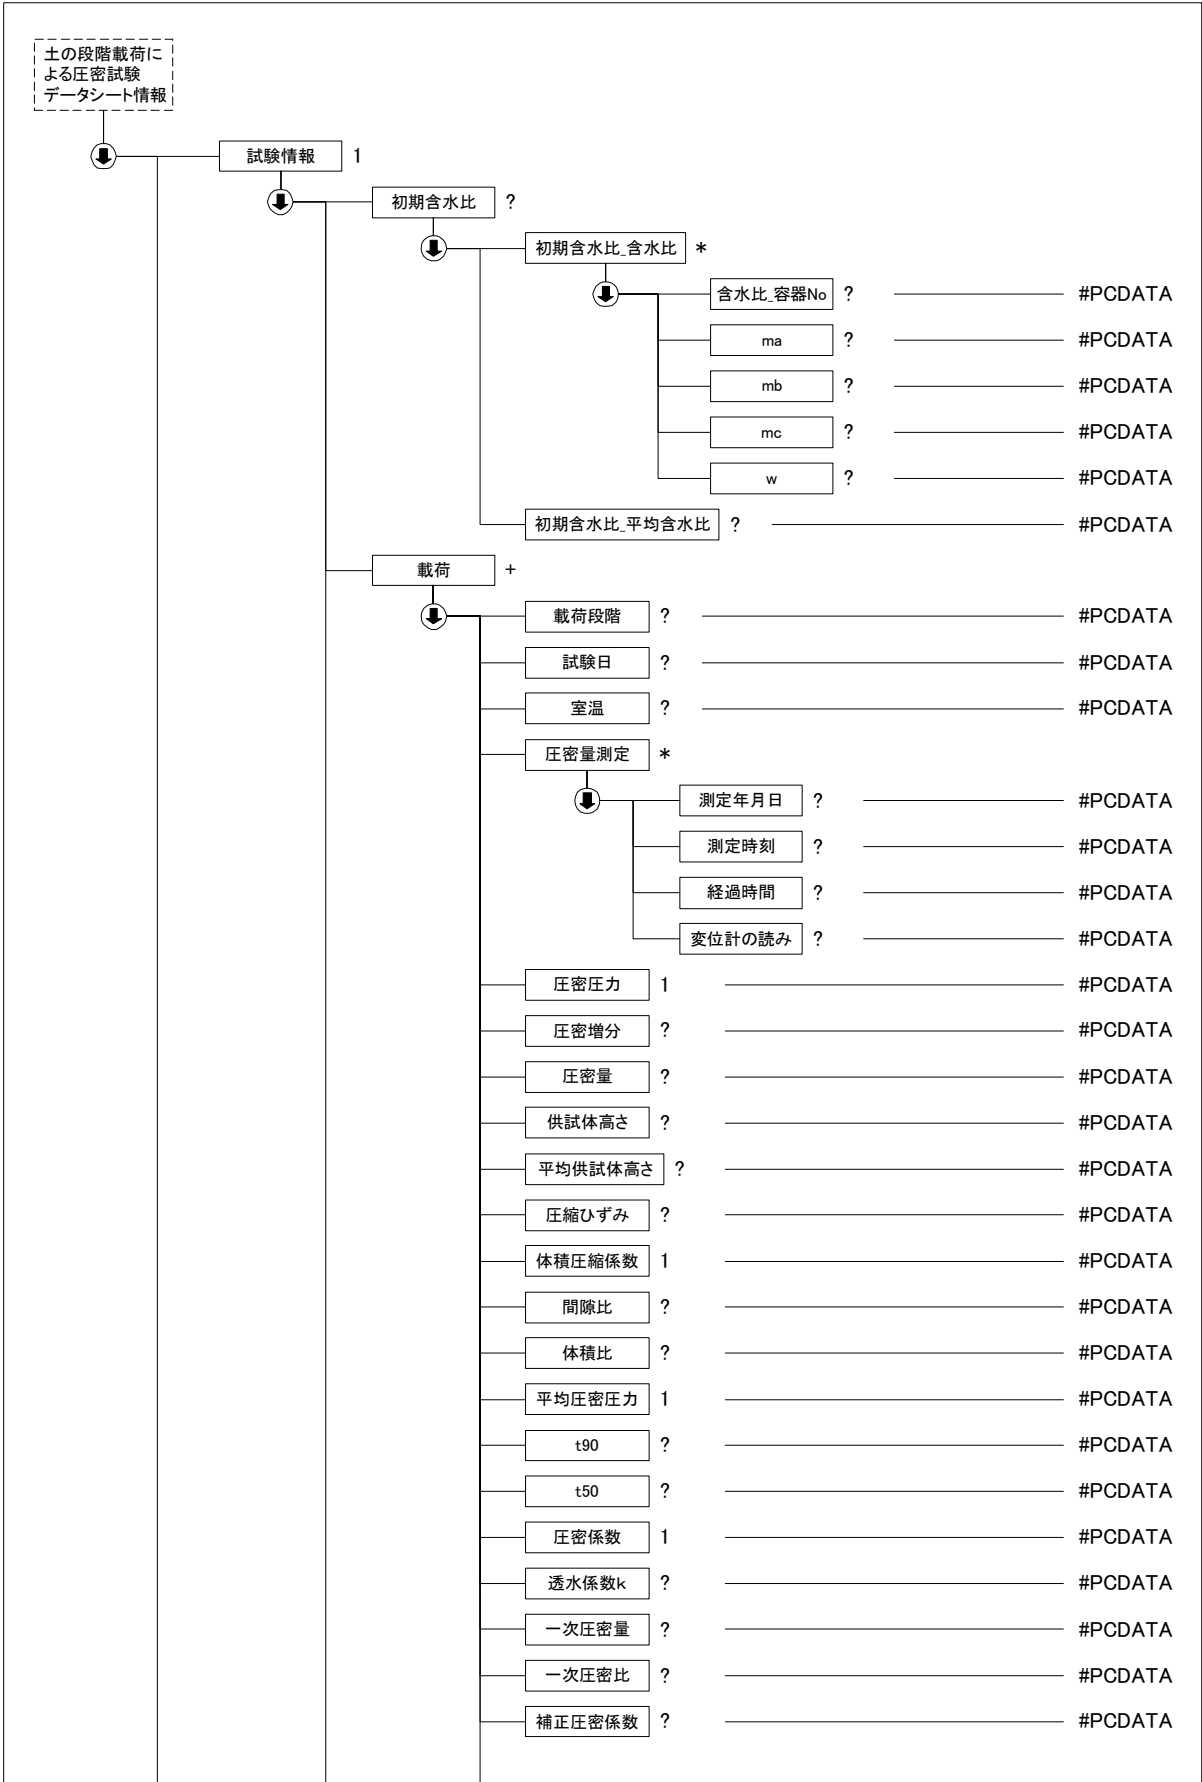 土の段階載荷に
よる圧密試験
データシート情報
試験情報 1
初期含水比 ?
初期含水比_含水比 *
含水比_容器No ? #PCDATA
ma ? #PCDATA
mb ? #PCDATA
mc ? #PCDATA
w ? #PCDATA
初期含水比_平均含水比 ? #PCDATA
載荷 +
載荷段階 ? #PCDATA
試験日 ? #PCDATA
室温 ? #PCDATA
圧密量測定 *
測定年月日 ? #PCDATA
測定時刻 ? #PCDATA
経過時間 ? #PCDATA
変位計の読み ? #PCDATA
圧密圧力 1 #PCDATA
圧密増分 ? #PCDATA
圧密量 ? #PCDATA
供試体高さ ? #PCDATA
平均供試体高さ ? #PCDATA
圧縮ひずみ ? #PCDATA
体積圧縮係数 1 #PCDATA
間隙比 ? #PCDATA
体積比 ? #PCDATA
平均圧密圧力 1 #PCDATA
t90 ? #PCDATA
t50 ? #PCDATA
圧密係数 1 #PCDATA
透水係数k ? #PCDATA
一次圧密量 ? #PCDATA
一次圧密比 ? #PCDATA
補正圧密係数 ? #PCDATA